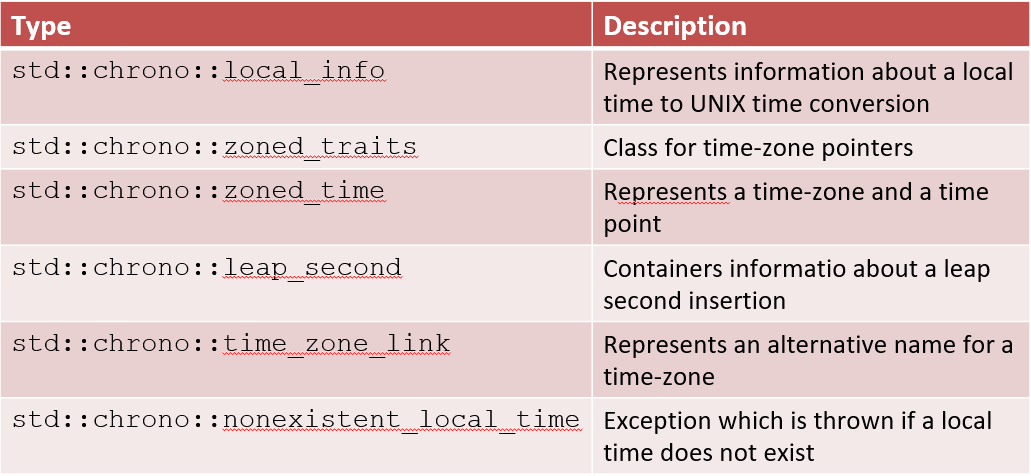 Type Description
std::chrono::local_info Represents information about a local
time to UNIX time conversion
std::chrono::zoned_traits Class for time-zone pointers
std::chrono::zoned_time Represents a time-zone and a time
point
std::chrono::leap_second Containers informatio about a leap
second insertion
std::chrono::time_zone_link Represents an alternative name for a
time-zone
std::chrono::nonexistent_local_time Exception which is thrown if a local
time does not exist